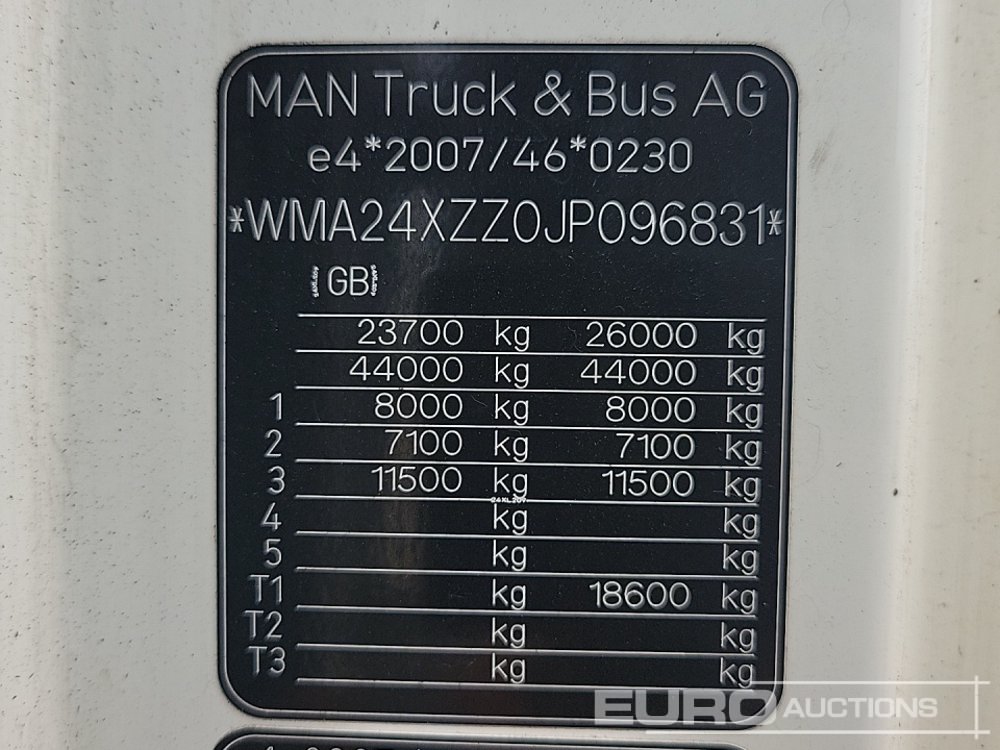 MAN Truck & Bus AG
e4*2007/46*0230
*WMA24XZZ0JP096831*
GB
23700 kg 26000 kg
44000 kg 44000 kg
1 8000 kg 8000 kg
2 7100 kg 7100 kg
3 11500 kg 11500 kg
4 kg kg
5 kg kg
T1 kg 18600 kg
T2 kg kg
T3 kg kg
EURO AUCTIONS